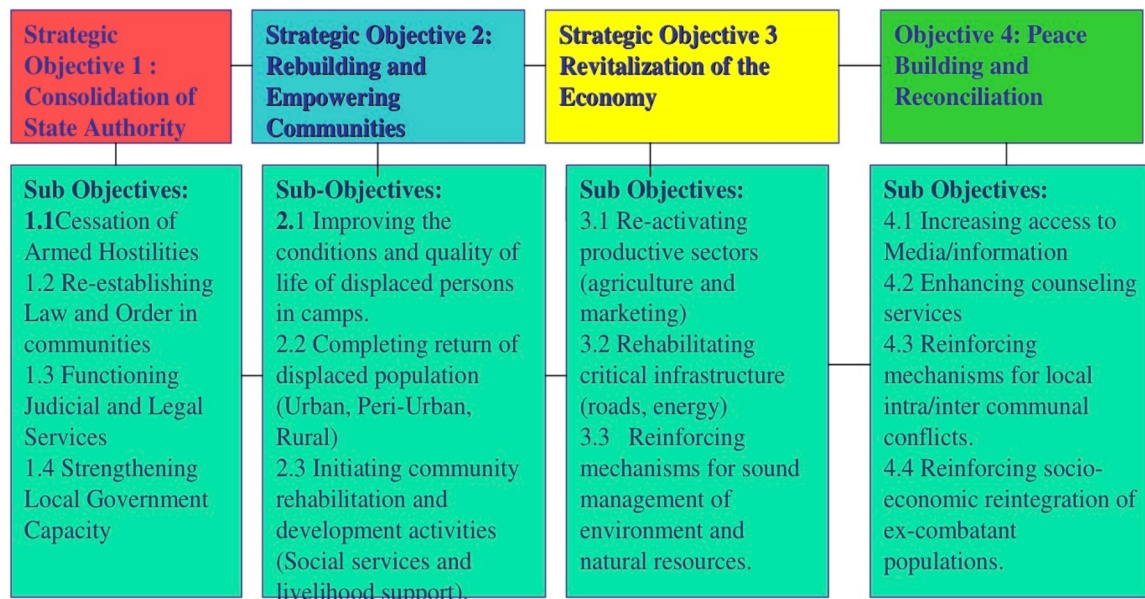 Strategic
Objective 1 :
Consolidation of
State Authority
Strategic Objective 2:
Rebuilding and
Empowering
Communities
Strategic Objective 3
Revitalization of the
Economy
Objective 4: Peace
Building and
Reconciliation
Sub Objectives:
1.1Cessation of
Armed Hostilities
1.2 Re-establishing
Law and Order in
communities
1.3 Functioning
Judicial and Legal
Services
1.4 Strengthening
Local Government
Capacity
Sub-Objectives:
2.1 Improving the
conditions and quality of
life of displaced persons
in camps.
2.2 Completing return of
displaced population
(Urban, Peri-Urban,
Rural)
2.3 Initiating community
rehabilitation and
development activities
(Social services and
livelihood support).
Sub Objectives:
3.1 Re-activating
productive sectors
(agriculture and
marketing)
3.2 Rehabilitating
critical infrastructure
(roads, energy)
3.3 Reinforcing
mechanisms for sound
management of
environment and
natural resources.
Sub Objectives:
4.1 Increasing access to
Media/information
4.2 Enhancing counseling
services
4.3 Reinforcing
mechanisms for local
intra/inter communal
conflicts.
4.4 Reinforcing socio-
economic reintegration of
ex-combatant
populations.